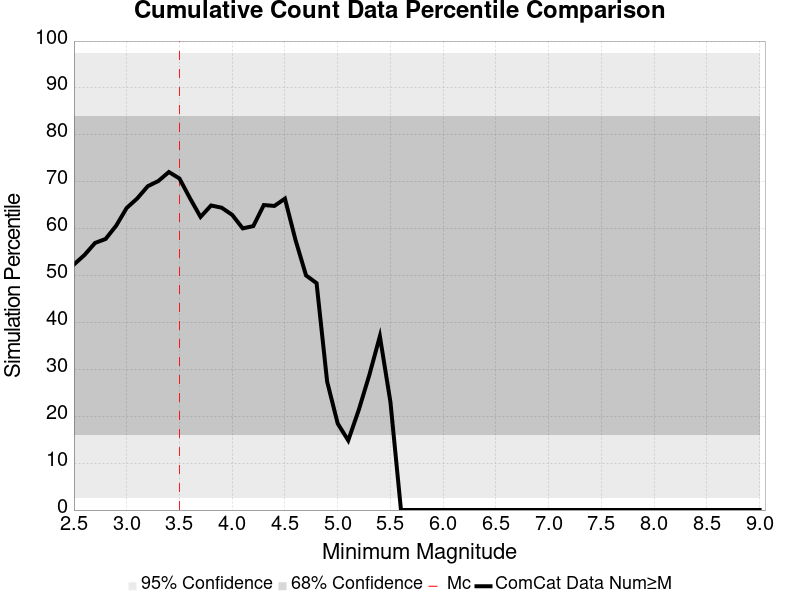 Cumulative Count Data Percentile Comparison
100
90
80
70
60
50
40
30
20
10
0
Simulation Percentile
2.5 3.0 3.5 4.0 4.5 5.0 5.5 6.0 6.5 7.0 7.5 8.0 8.5 9.0
Minimum Magnitude
95% Confidence 68% Confidence Mc ComCat Data Num≥M